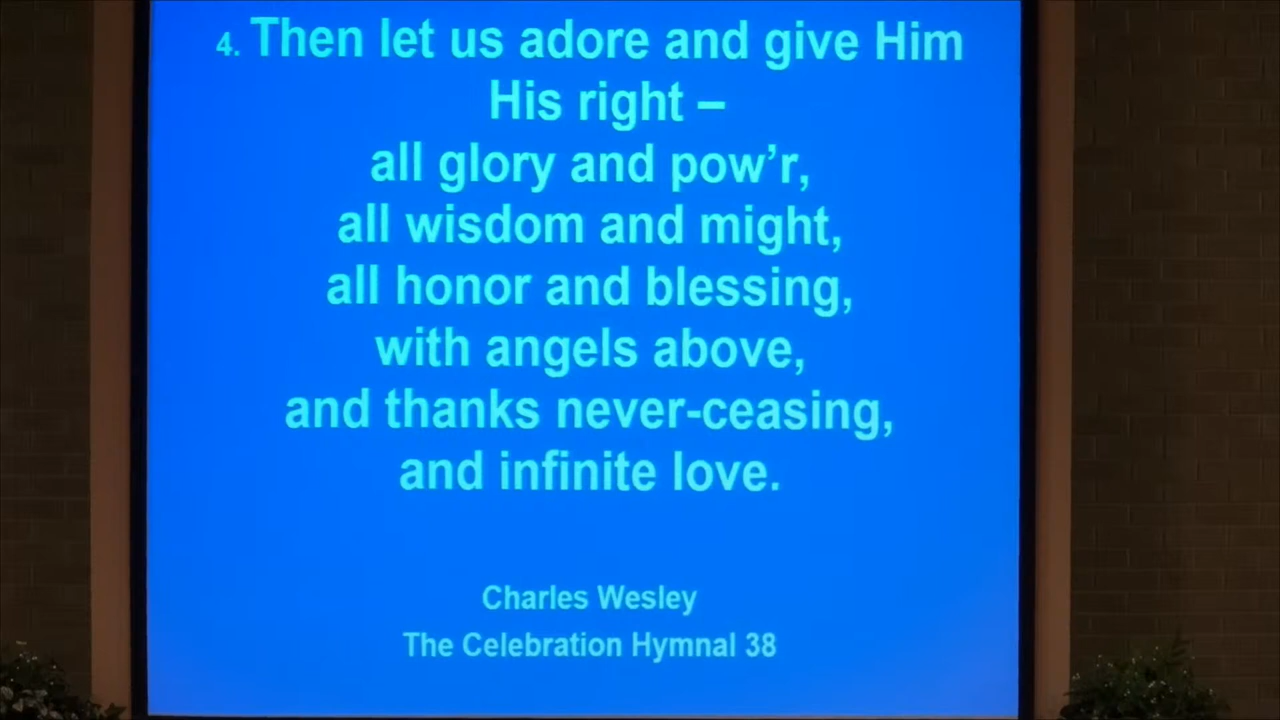 4. Then let us adore and give Him
His right –
all glory and pow’r,
all wisdom and might,
all honor and blessing,
with angels above,
and thanks never-ceasing,
and infinite love.
Charles Wesley
The Celebration Hymnal 38